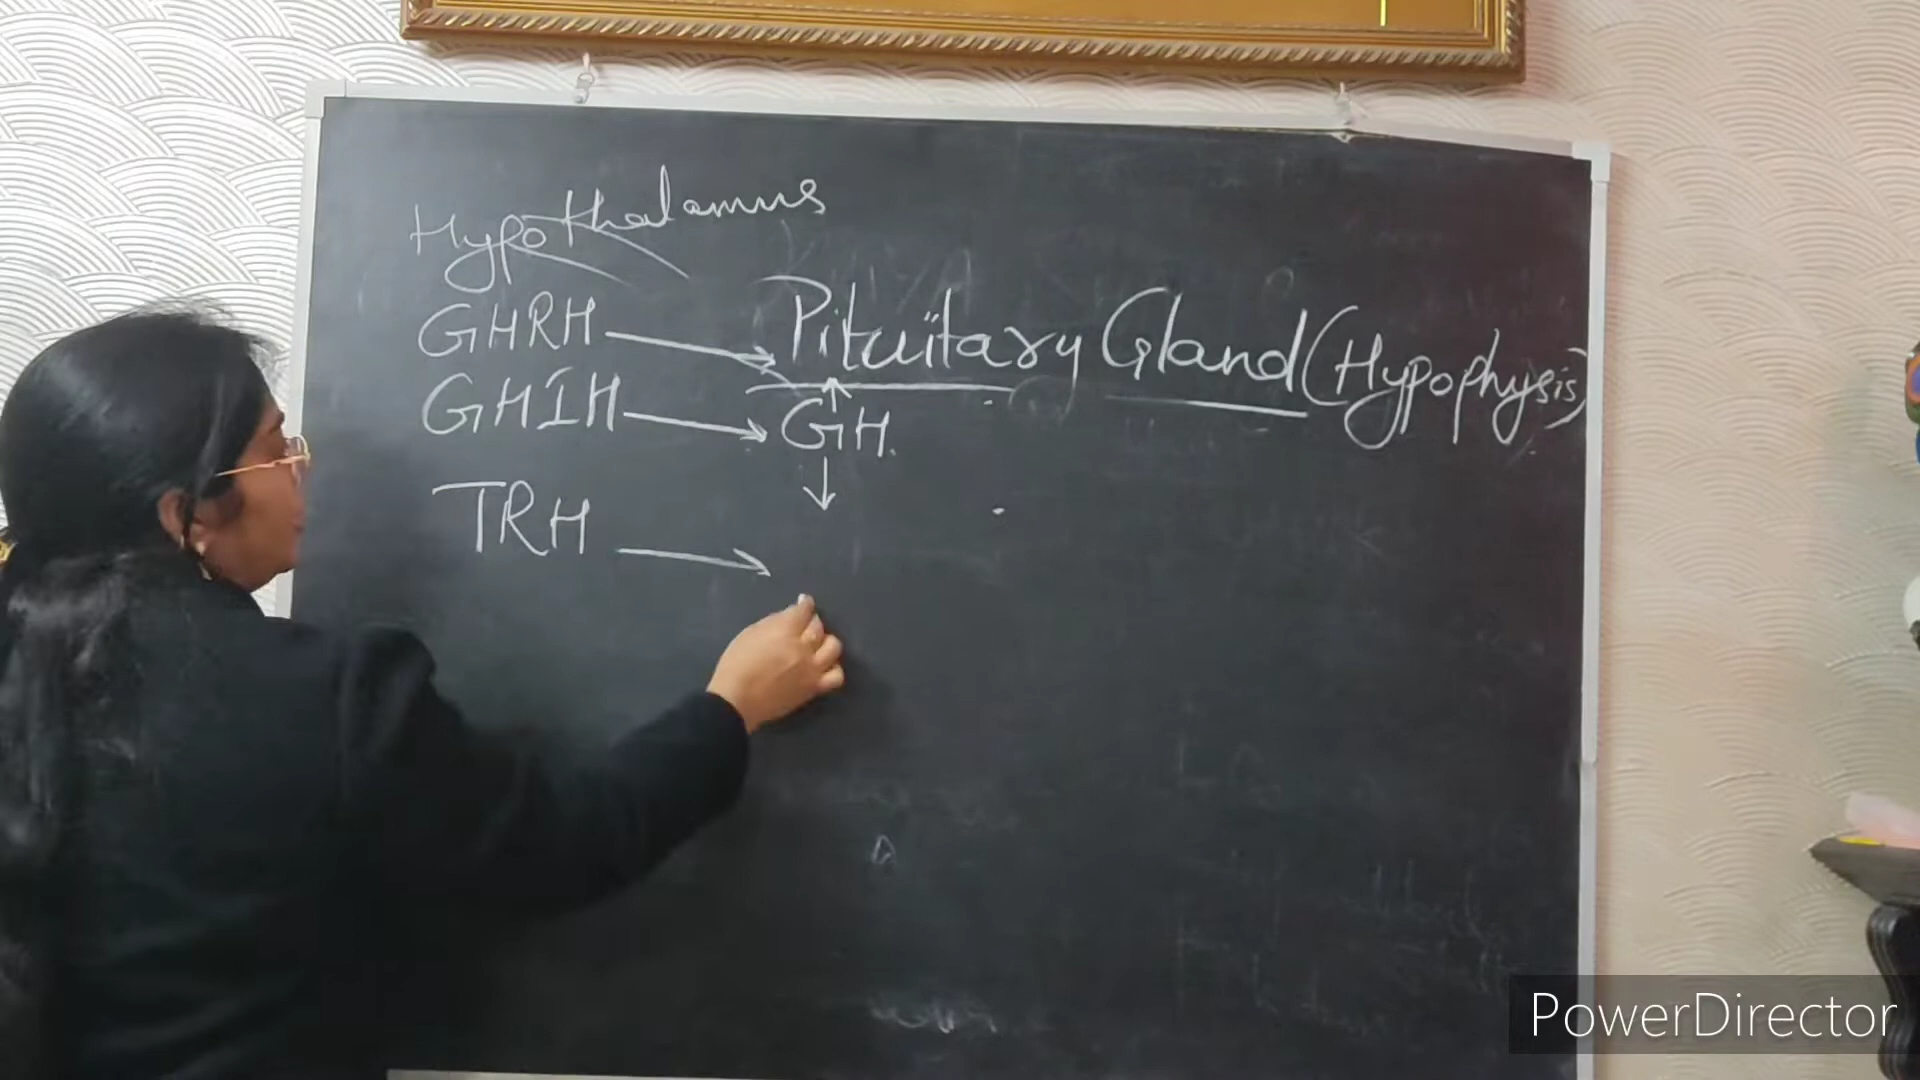 Hypothalamus
GHRH → Pituitary Gland (Hypophysis)
↑
GHIH → GH.
↓
TRH →
PowerDirector